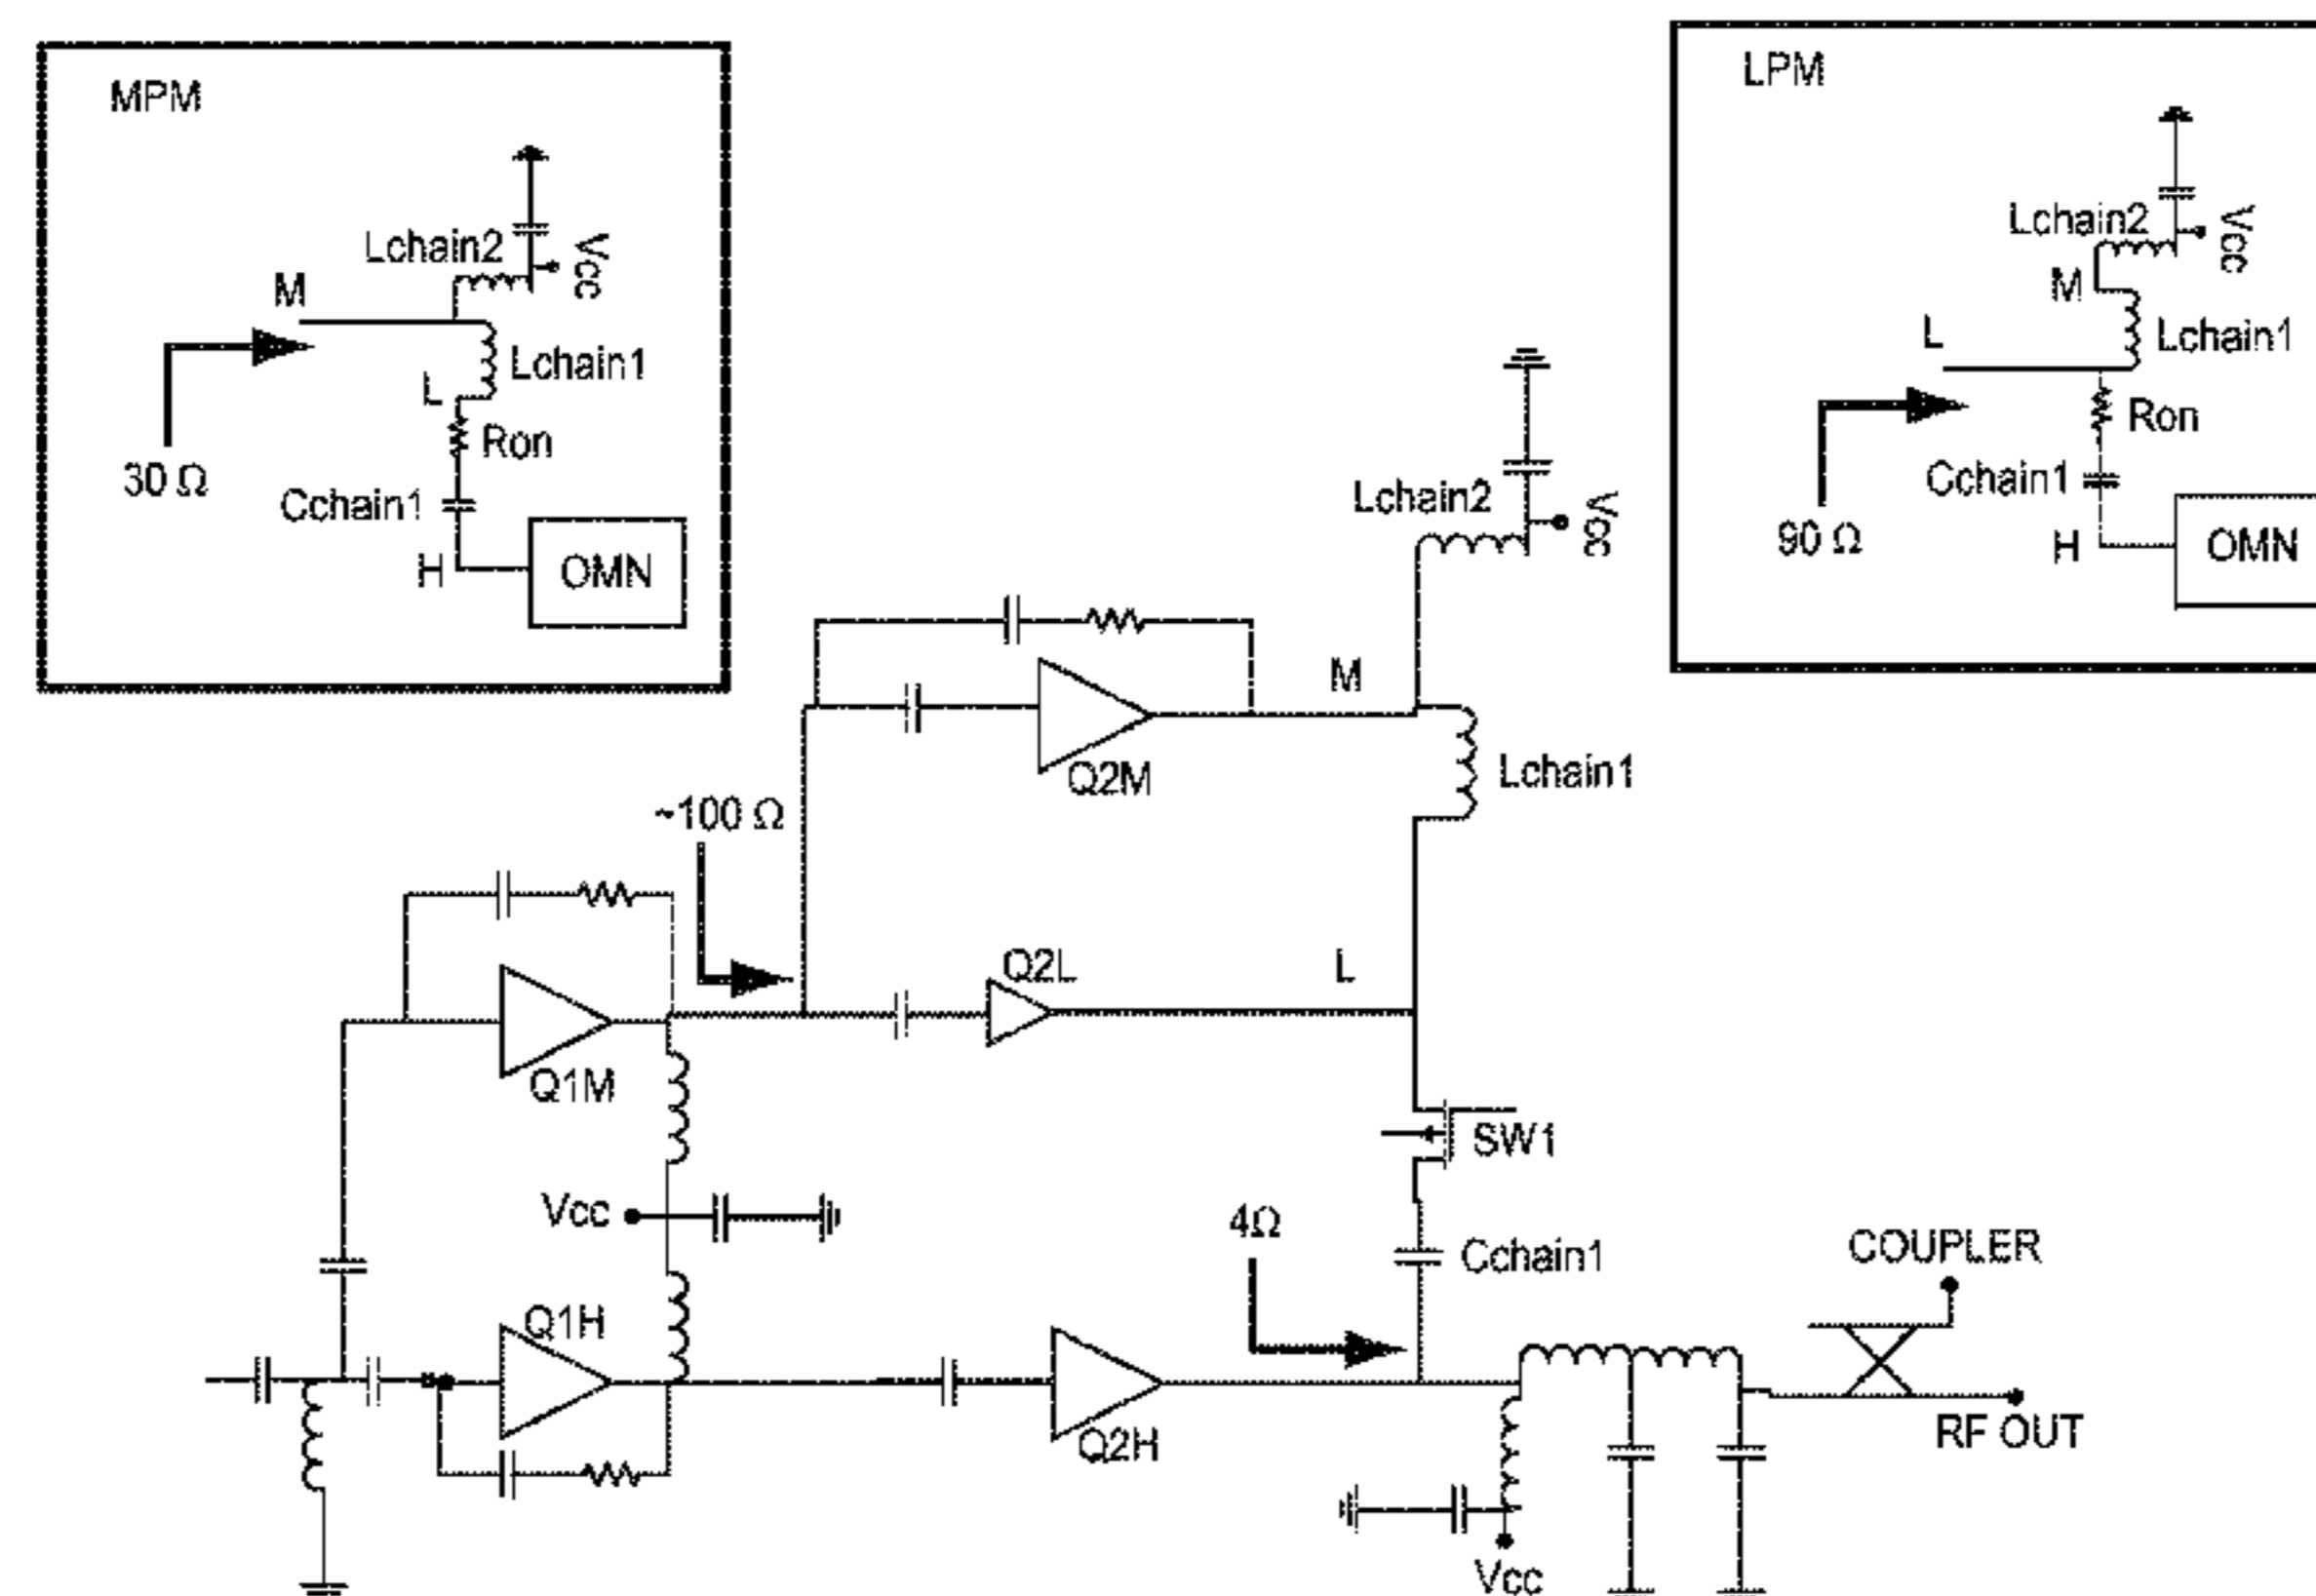 MPM
Lchain2
Vcc
M
Lchain1
L
Ron
30 Ω
Cchain1
H
OMN
LPM
Lchain2
Vcc
M
L
Lchain1
Ron
Cchain1
90 Ω
H
OMN
Lchain2
Vcc
M
Q2M
Lchain1
~100 Ω
Q2L
L
Q1M
SW1
Vcc
4Ω
Cchain1
COUPLER
Q1H
Q2H
RF OUT
Vcc